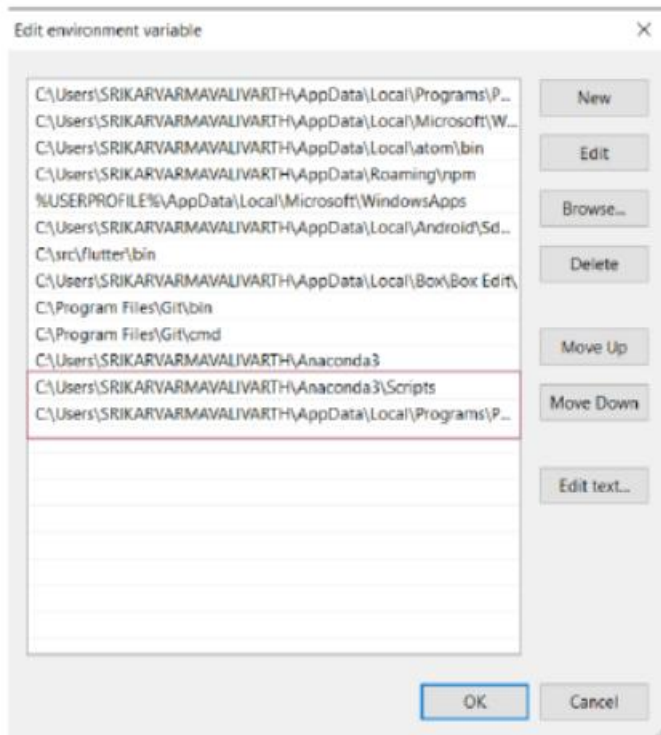 Edit environment variable
C:\Users\SRIKARVARMAVALIVARTH\AppData\Local\Programs\P...
C:\Users\SRIKARVARMAVALIVARTH\AppData\Local\Microsoft\W...
C:\Users\SRIKARVARMAVALIVARTH\AppData\Local\atom\bin
C:\Users\SRIKARVARMAVALIVARTH\AppData\Roaming\npm
%USERPROFILE%\AppData\Local\Microsoft\WindowsApps
C:\Users\SRIKARVARMAVALIVARTH\AppData\Local\Android\Sd...
C:\src\flutter\bin
C:\Users\SRIKARVARMAVALIVARTH\AppData\Local\Box\Box Edit\
C:\Program Files\Git\bin
C:\Program Files\Git\cmd
C:\Users\SRIKARVARMAVALIVARTH\Anaconda3
C:\Users\SRIKARVARMAVALIVARTH\Anaconda3\Scripts
C:\Users\SRIKARVARMAVALIVARTH\AppData\Local\Programs\P...
New
Edit
Browse...
Delete
Move Up
Move Down
Edit text...
OK
Cancel